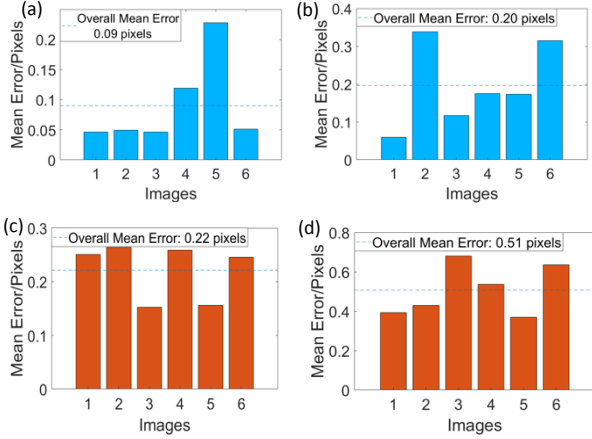 (a)
Mean Error/Pixels
0.2
0.15
0.1
0.05
0
Overall Mean Error
0.09 pixels
1 2 3 4 5 6
Images
(b)
Mean Error/Pixels
0.4
0.3
0.2
0.1
0
Overall Mean Error: 0.20 pixels
1 2 3 4 5 6
Images
(c)
Mean Error/Pixels
0.3
0.2
0.1
0
Overall Mean Error: 0.22 pixels
1 2 3 4 5 6
Images
(d)
Mean Error/Pixels
0.8
0.6
0.4
0.2
0
Overall Mean Error: 0.51 pixels
1 2 3 4 5 6
Images